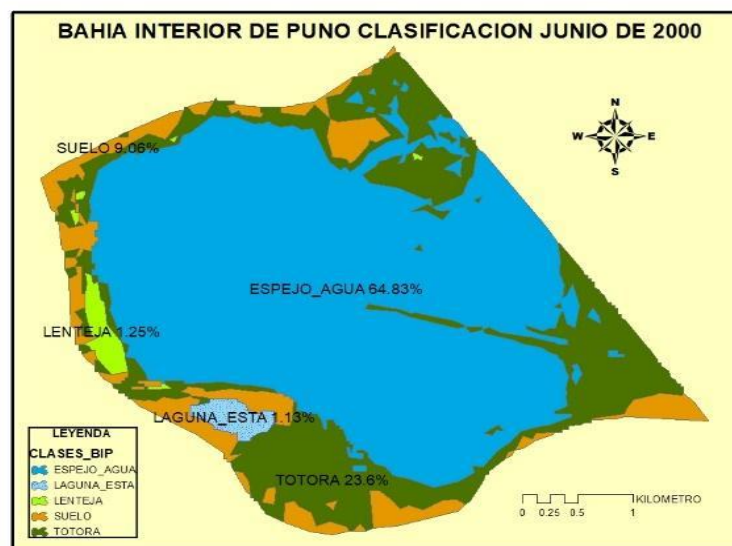 BAHIA INTERIOR DE PUNO CLASIFICACION JUNIO DE 2000
N
W E
S
SUELO 9.06%
ESPEJO_AGUA 64.83%
LENTEJA 1.25%
LAGUNA_ESTA 1.13%
TOTORA 23.6%
LEYENDA
CLASES_BIP
ESPEJO_AGUA
LAGUNA_ESTA
LENTEJA
SUELO
TOTORA
KILOMETRO
0 0.25 0.5 1